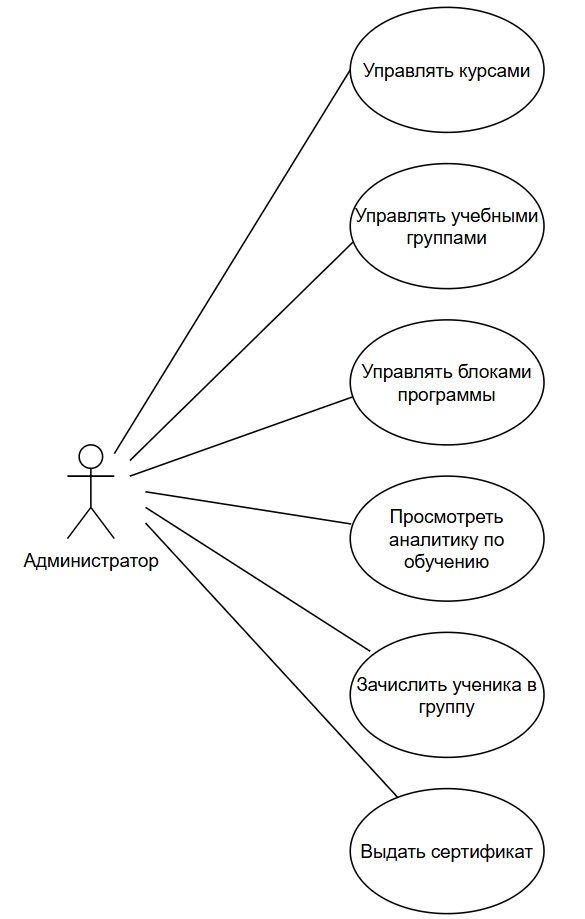 Управлять курсами
Управлять учебными
группами
Управлять блоками
программы
Просмотреть
аналитику по
обучению
Администратор
Зачислить ученика в
группу
Выдать сертификат